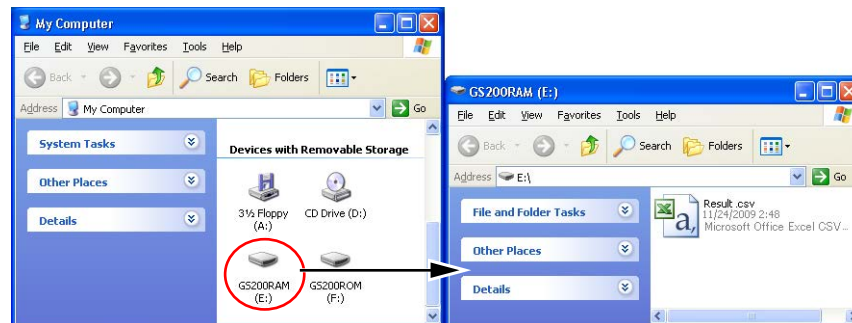 My Computer
File Edit View Favorites Tools Help
Back Search Folders
Address My Computer Go
System Tasks
Other Places
Details
Devices with Removable Storage
3½ Floppy (A:)
CD Drive (D:)
GS200RAM (E:)
GS200ROM (F:)
GS200RAM (E:)
File Edit View Favorites Tools Help
Back Search Folders
Address E:\ Go
File and Folder Tasks
Other Places
Details
Result.csv
11/24/2009 2:48
Microsoft Office Excel CSV...